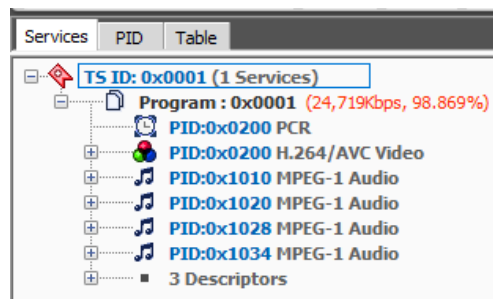 Services PID Table
TS ID: 0x0001 (1 Services)
Program : 0x0001 (24,719Kbps, 98.869%)
PID:0x0200 PCR
PID:0x0200 H.264/AVC Video
PID:0x1010 MPEG-1 Audio
PID:0x1020 MPEG-1 Audio
PID:0x1028 MPEG-1 Audio
PID:0x1034 MPEG-1 Audio
3 Descriptors